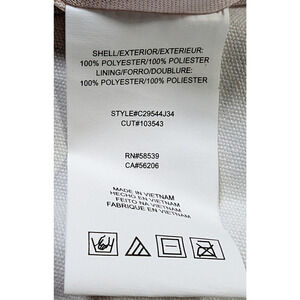 SHELL/EXTERIOR/EXTERIEUR:
100% POLYESTER/100% POLIESTER
LINING/FORRO/DOUBLURE:
100% POLYESTER/100% POLIESTER
STYLE#C29544J34
CUT#103543
RN#58539
CA#56206
MADE IN VIETNAM
HECHO EN VIETNAM
FEITO NA VIETNAM
FABRIQUE EN VIETNAM